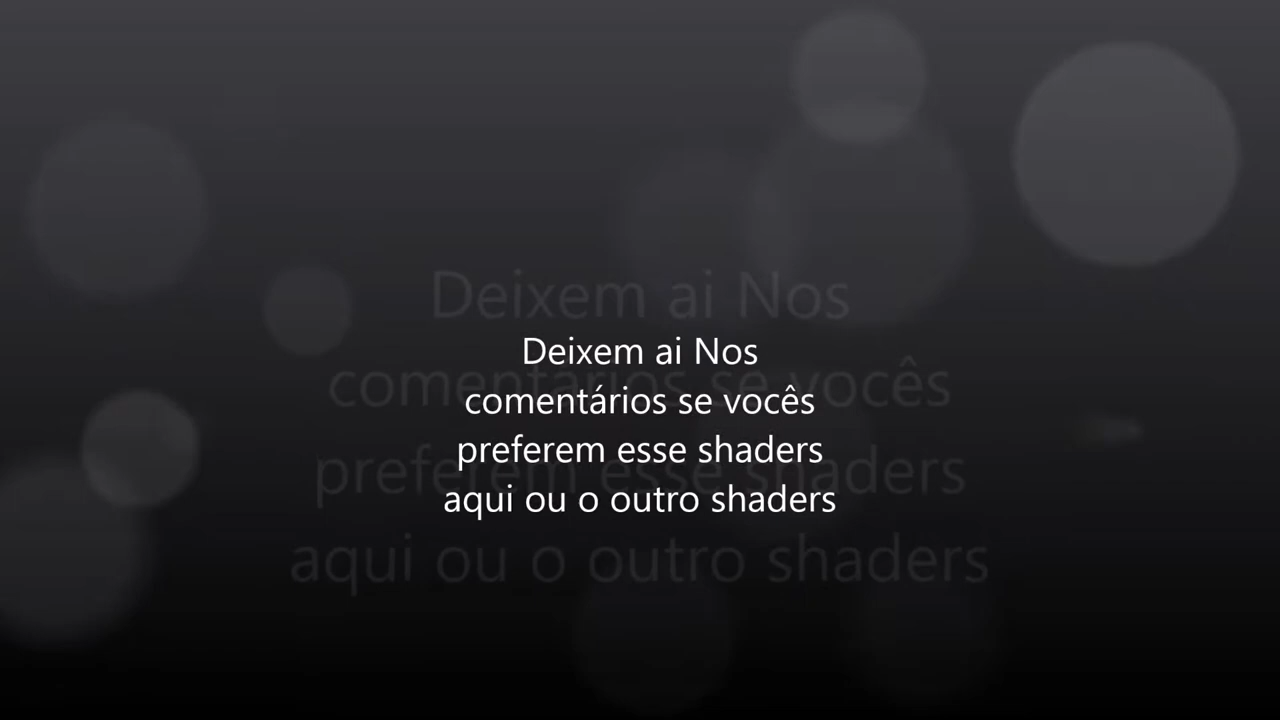 Deixem ai Nos
comentários se vocês
preferem esse shaders
aqui ou o outro shaders